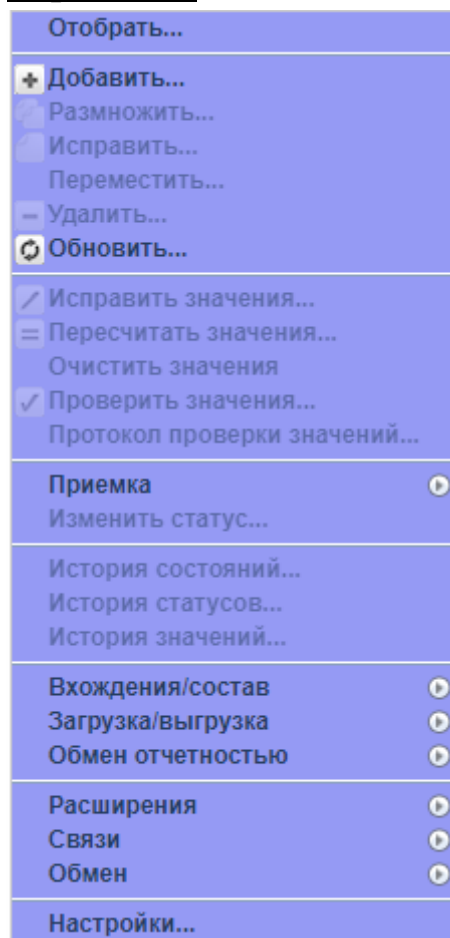 Отобрать...
Добавить...
Размножить...
Исправить...
Переместить...
Удалить...
Обновить...
Исправить значения...
Пересчитать значения...
Очистить значения
Проверить значения...
Протокол проверки значений...
Приемка
Изменить статус...
История состояний...
История статусов...
История значений...
Вхождения/состав
Загрузка/выгрузка
Обмен отчетностью
Расширения
Связи
Обмен
Настройки...